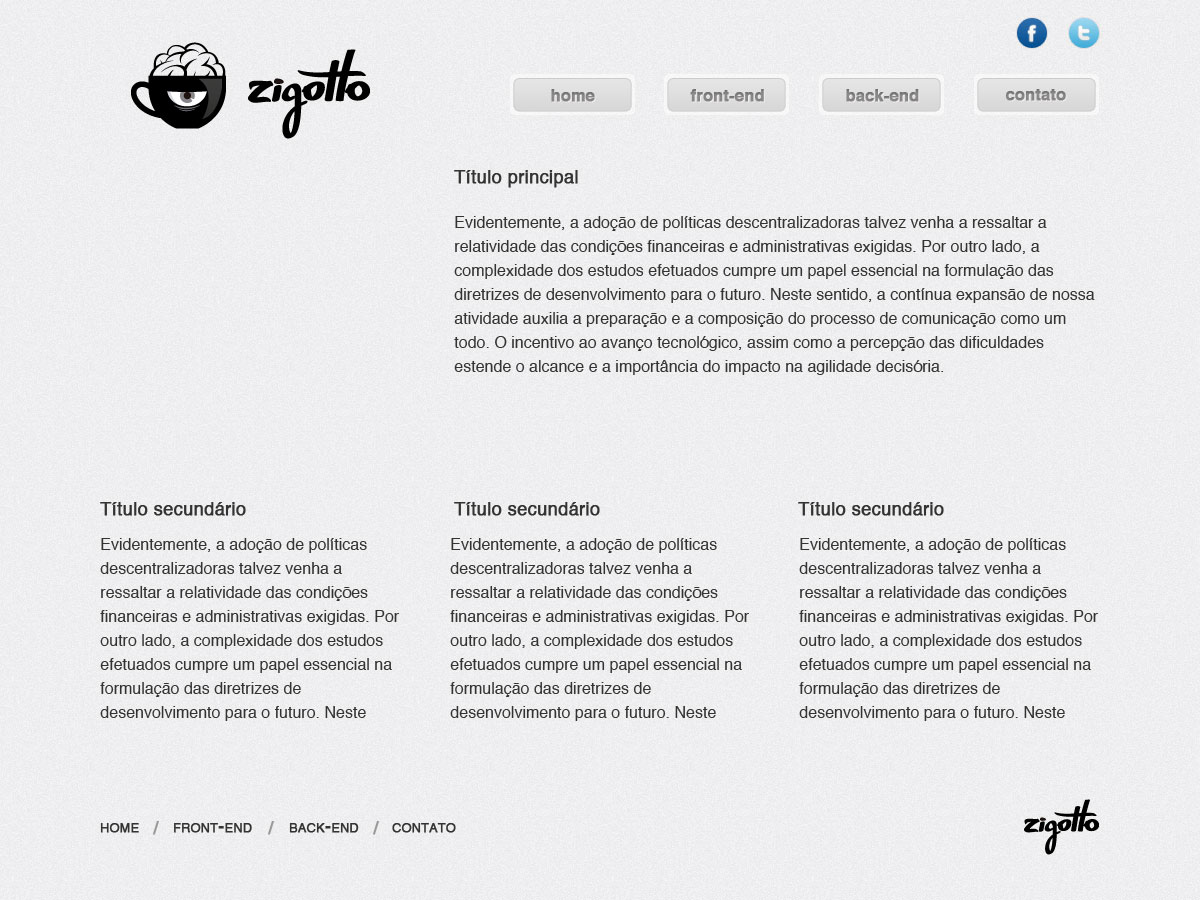 zigotto
home
front-end
back-end
contato
Título principal
Evidentemente, a adoção de políticas descentralizadoras talvez venha a ressaltar a
relatividade das condições financeiras e administrativas exigidas. Por outro lado, a
complexidade dos estudos efetuados cumpre um papel essencial na formulação das
diretrizes de desenvolvimento para o futuro. Neste sentido, a contínua expansão de nossa
atividade auxilia a preparação e a composição do processo de comunicação como um
todo. O incentivo ao avanço tecnológico, assim como a percepção das dificuldades
estende o alcance e a importância do impacto na agilidade decisória.
Título secundário
Evidentemente, a adoção de políticas
descentralizadoras talvez venha a
ressaltar a relatividade das condições
financeiras e administrativas exigidas. Por
outro lado, a complexidade dos estudos
efetuados cumpre um papel essencial na
formulação das diretrizes de
desenvolvimento para o futuro. Neste
Título secundário
Evidentemente, a adoção de políticas
descentralizadoras talvez venha a
ressaltar a relatividade das condições
financeiras e administrativas exigidas. Por
outro lado, a complexidade dos estudos
efetuados cumpre um papel essencial na
formulação das diretrizes de
desenvolvimento para o futuro. Neste
Título secundário
Evidentemente, a adoção de políticas
descentralizadoras talvez venha a
ressaltar a relatividade das condições
financeiras e administrativas exigidas. Por
outro lado, a complexidade dos estudos
efetuados cumpre um papel essencial na
formulação das diretrizes de
desenvolvimento para o futuro. Neste
HOME / FRONT-END / BACK-END / CONTATO
zigotto